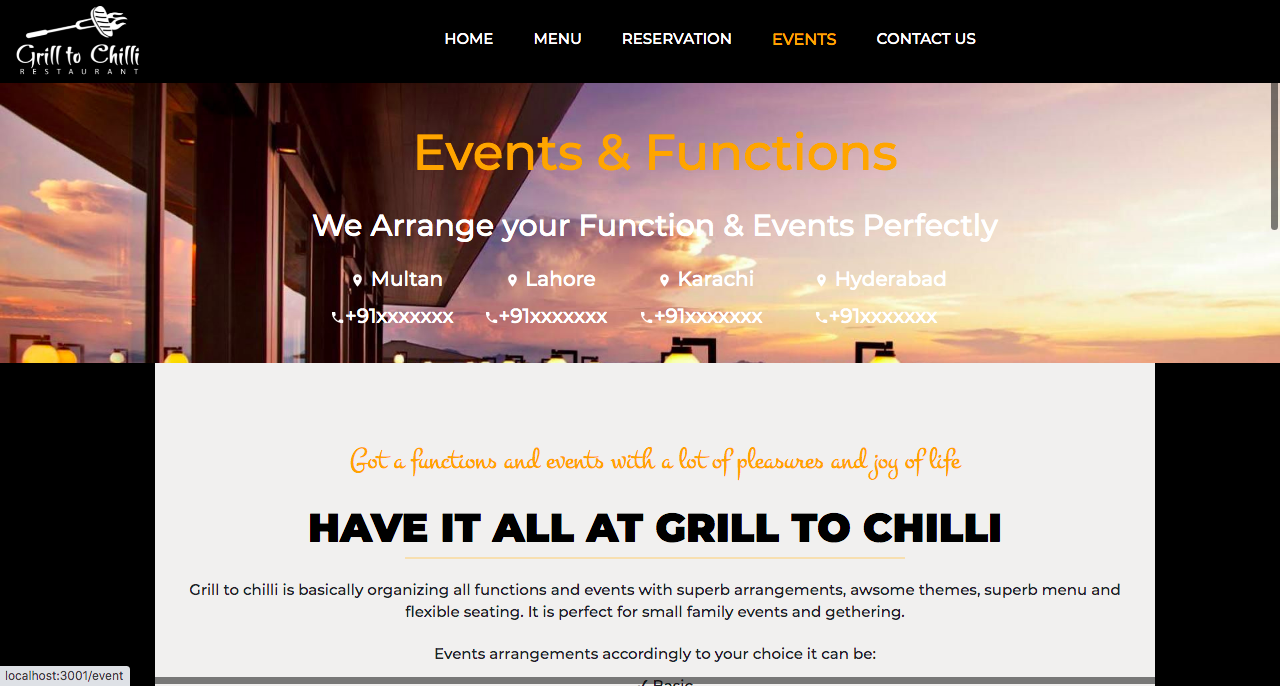 Grill to Chilli
RESTAURANT
HOME MENU RESERVATION EVENTS CONTACT US
Events & Functions
We Arrange your Function & Events Perfectly
Multan Lahore Karachi Hyderabad
+91xxxxxxx +91xxxxxxx +91xxxxxxx +91xxxxxxx
Got a functions and events with a lot of pleasures and joy of life
HAVE IT ALL AT GRILL TO CHILLI
Grill to chilli is basically organizing all functions and events with superb arrangements, awsome themes, superb menu and
flexible seating. It is perfect for small family events and gethering.
Events arrangements accordingly to your choice it can be:
✓ Basic
localhost:3001/event